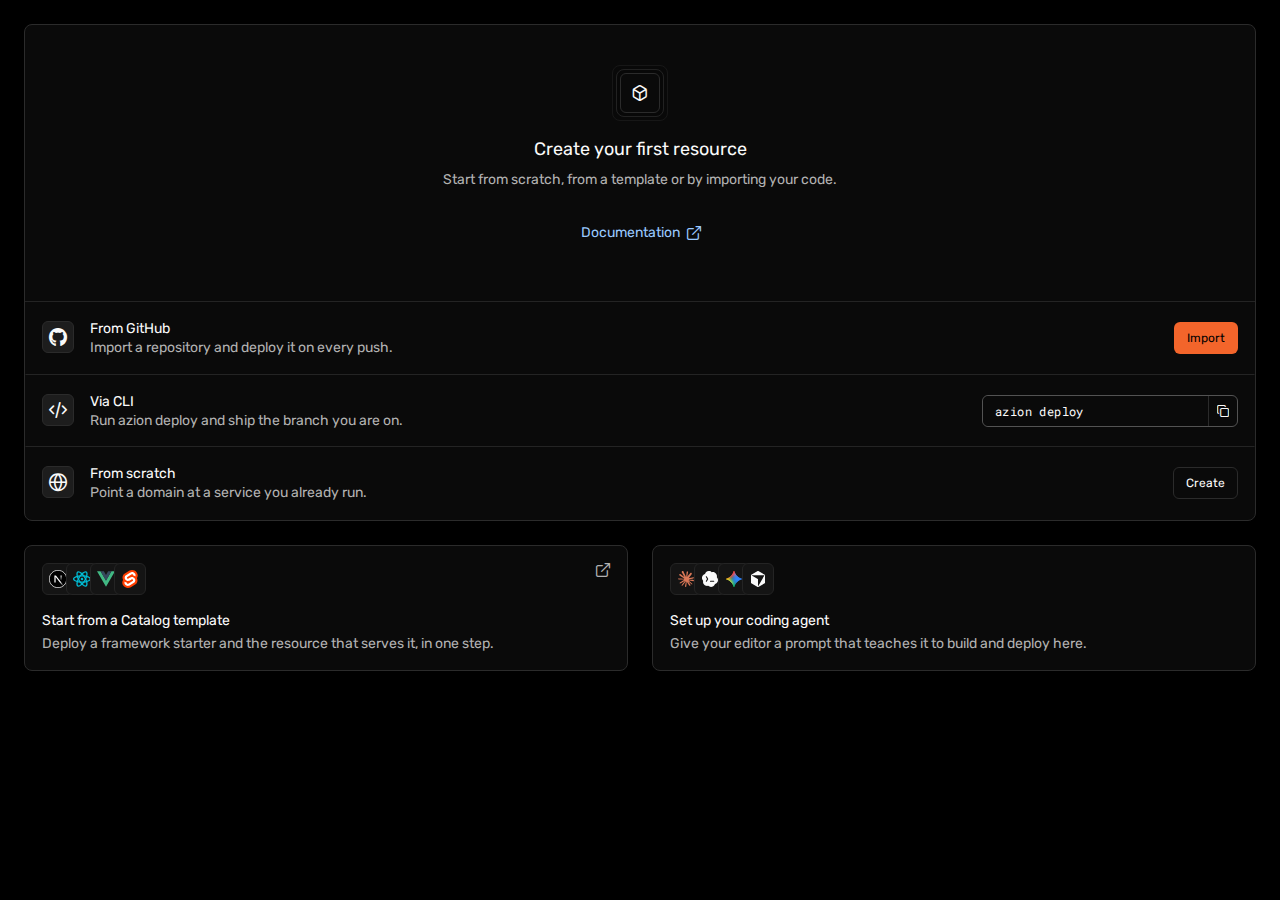 Create your first resource
Start from scratch, from a template or by importing your code.
Documentation
From GitHub
Import a repository and deploy it on every push.
Import
Via CLI
Run azion deploy and ship the branch you are on.
azion deploy
From scratch
Point a domain at a service you already run.
Create
Start from a Catalog template
Deploy a framework starter and the resource that serves it, in one step.
Set up your coding agent
Give your editor a prompt that teaches it to build and deploy here.